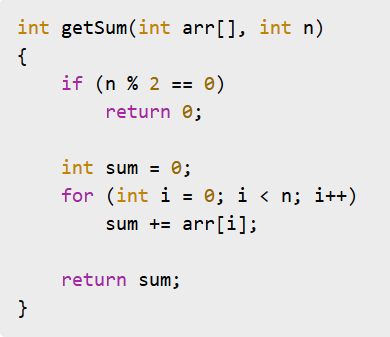 int getSum(int arr[], int n)
{
    if (n % 2 == 0)
        return 0;

    int sum = 0;
    for (int i = 0; i < n; i++)
        sum += arr[i];

    return sum;
}